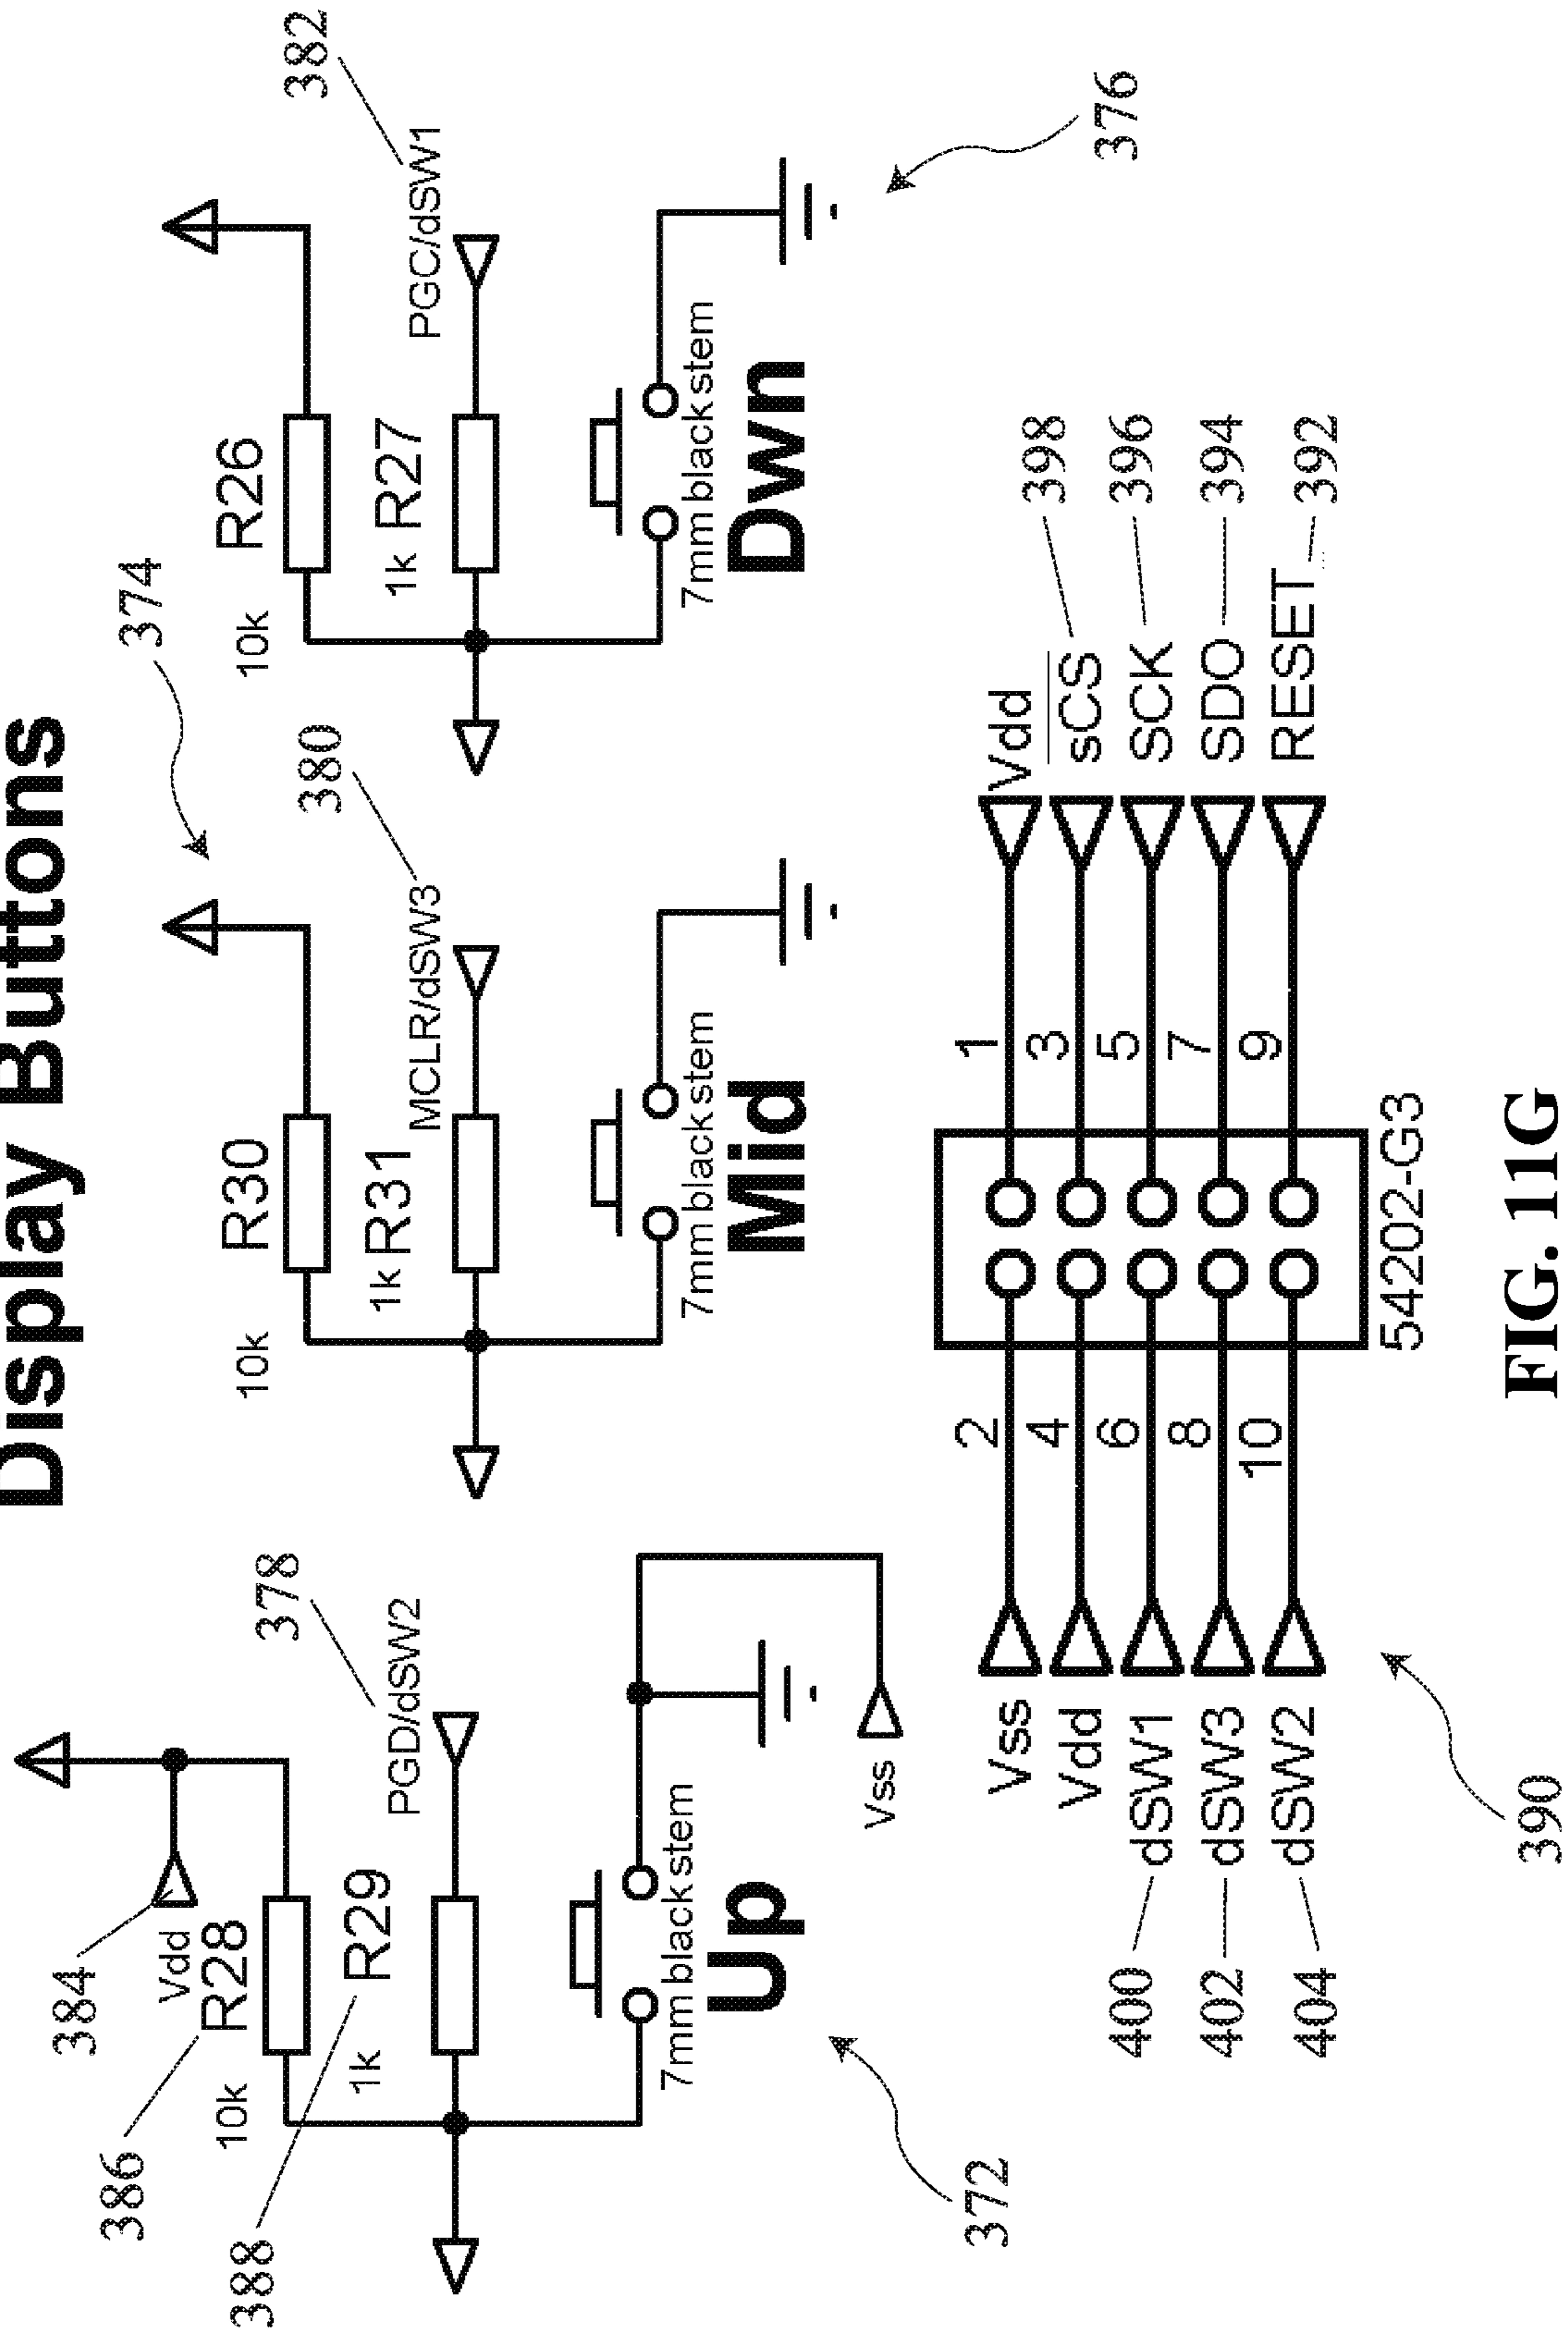 Display Buttons
384
386
388
Vdd
R28
10k
R29
1k
378
PGD/dSW2
7mm black stem
Up
Vss
372
374
R30
10k
380
1k R31
MCLR/dSW3
7mm black stem
Mid
R26
10k
382
1k R27
PGC/dSW1
7mm black stem
Dwn
376
Vss 2 1 Vdd
Vdd 4 3 sCS 398
400 dSW1 6 5 SCK 396
402 dSW3 8 7 SDO 394
404 dSW2 10 9 RESET 392
54202-G3
390
FIG. 11G